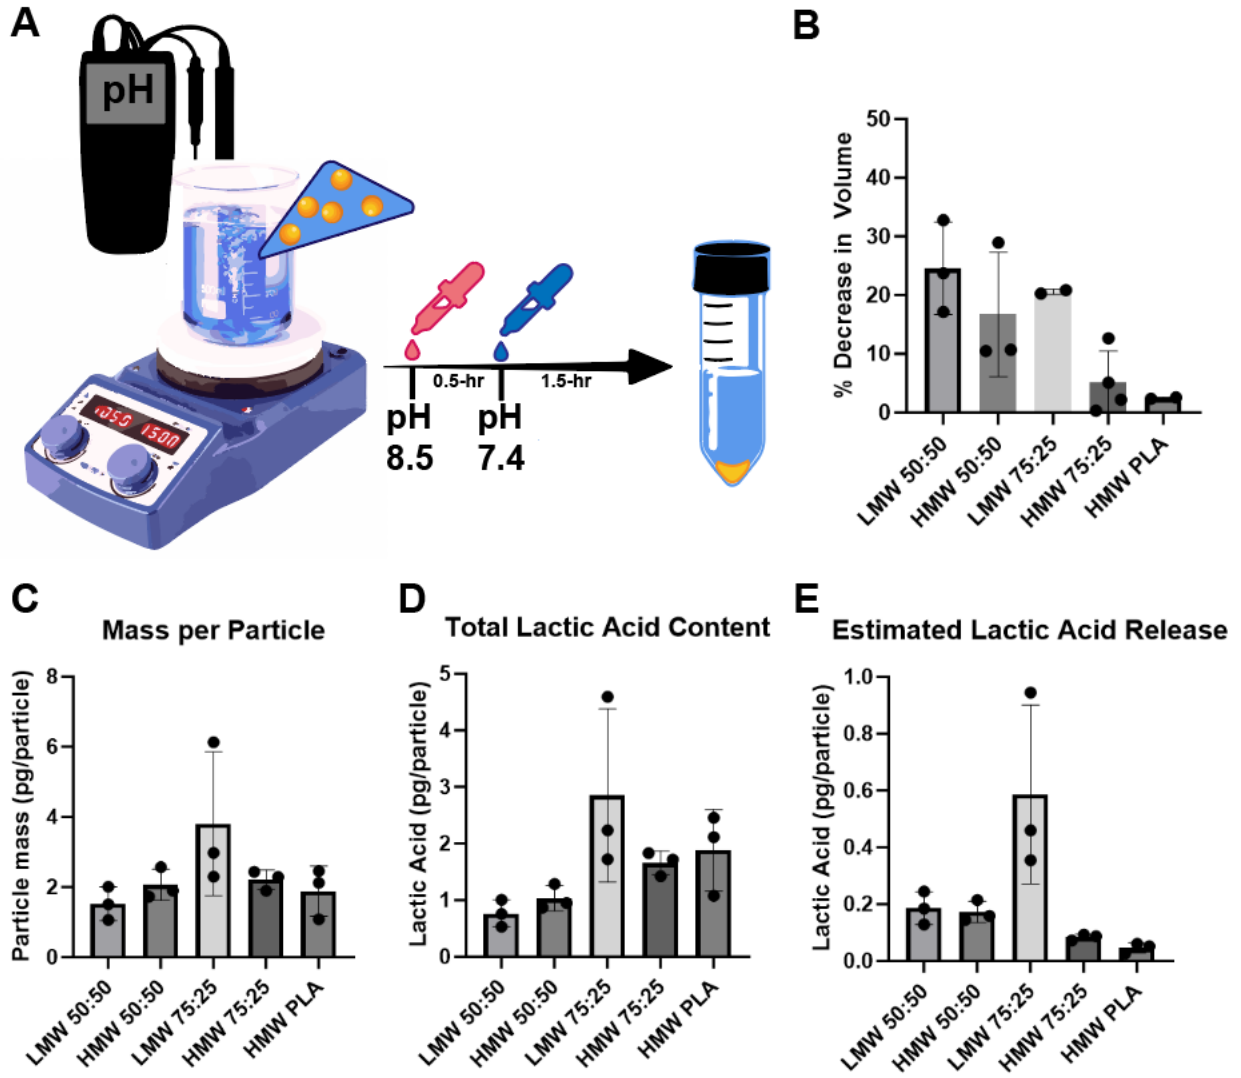 A
pH
1050 1500
0.5-hr
1.5-hr
pH
8.5
pH
7.4
B
% Decrease in Volume
50
40
30
20
10
0
LMW 50:50
HMW 50:50
LMW 75:25
HMW 75:25
HMW PLA
C
Mass per Particle
Particle mass (pg/particle)
8
6
4
2
0
LMW 50:50
HMW 50:50
LMW 75:25
HMW 75:25
HMW PLA
D
Total Lactic Acid Content
Lactic Acid (pg/particle)
5
4
3
2
1
0
LMW 50:50
HMW 50:50
LMW 75:25
HMW 75:25
HMW PLA
E
Estimated Lactic Acid Release
Lactic Acid (pg/particle)
1.0
0.8
0.6
0.4
0.2
0.0
LMW 50:50
HMW 50:50
LMW 75:25
HMW 75:25
HMW PLA